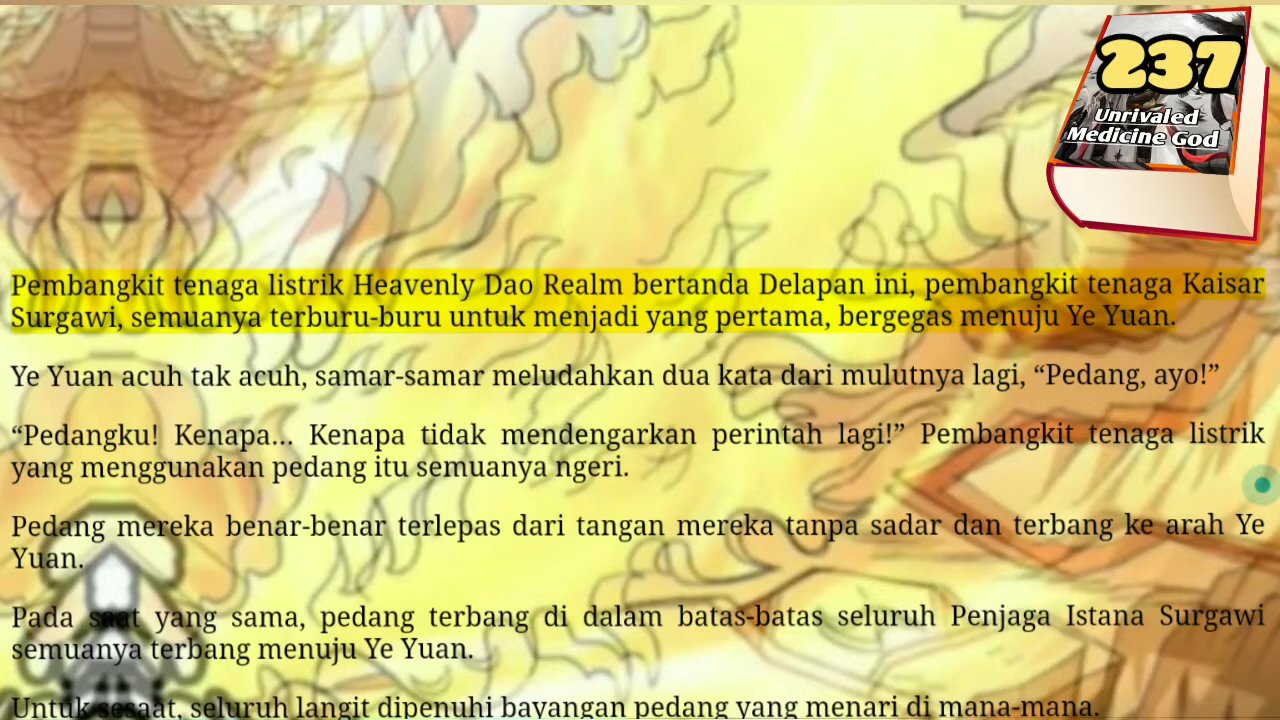 237
Unrivaled
Medicine God
Pembangkit tenaga listrik Heavenly Dao Realm bertanda Delapan ini, pembangkit tenaga Kaisar
Surgawi, semuanya terburu-buru untuk menjadi yang pertama, bergegas menuju Ye Yuan.
Ye Yuan acuh tak acuh, samar-samar meludahkan dua kata dari mulutnya lagi, “Pedang, ayo!”
“Pedangku! Kenapa... Kenapa tidak mendengarkan perintah lagi!” Pembangkit tenaga listrik
yang menggunakan pedang itu semuanya ngeri.
Pedang mereka benar-benar terlepas dari tangan mereka tanpa sadar dan terbang ke arah Ye
Yuan.
Pada saat yang sama, pedang terbang di dalam batas-batas seluruh Penjaga Istana Surgawi
semuanya terbang menuju Ye Yuan.
Untuk sesaat, seluruh langit dipenuhi bayangan pedang yang menari di mana-mana.